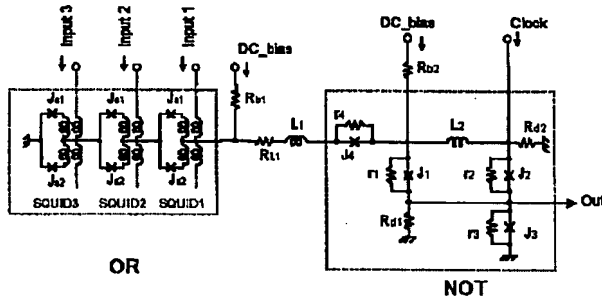 Input 3
Input 2
Input 1
DC_bias
DC_bias
Clock
Rb1
Rb2
Js1
Js1
Js1
Js2
Js2
Js2
SQUID3
SQUID2
SQUID1
RL1
L1
r4
J4
L2
Rd2
r1
J1
r2
J2
Rd1
r3
J3
Out
OR
NOT